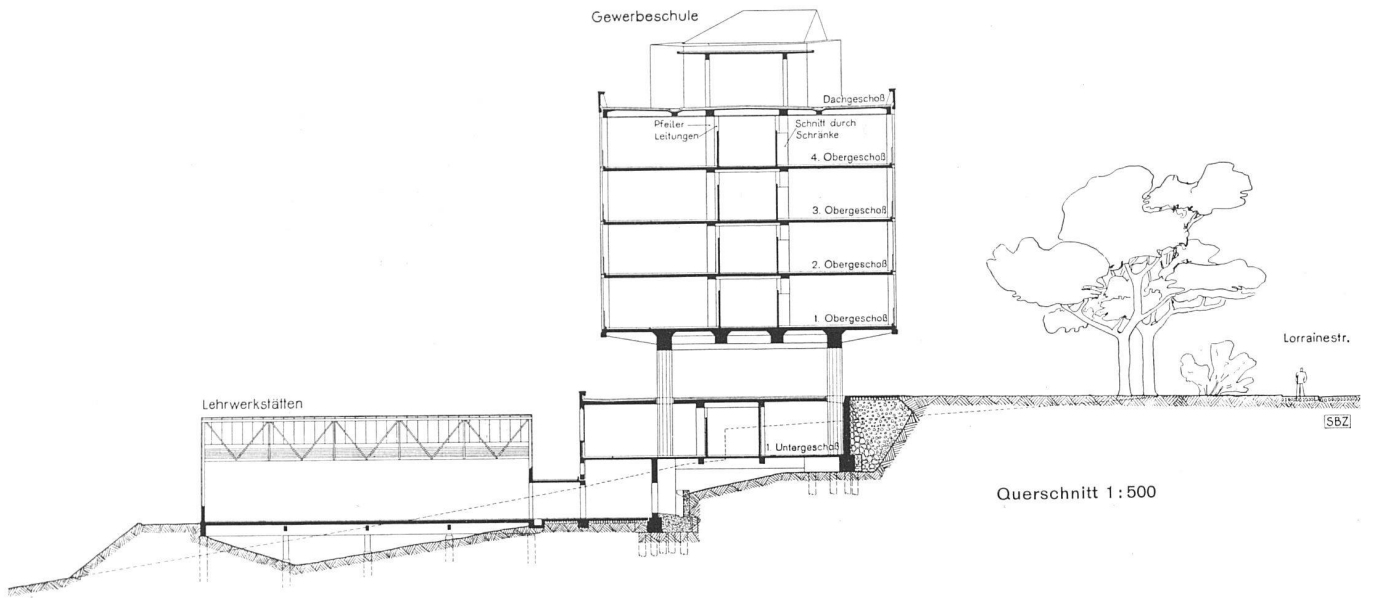 Gewerbeschule
Dachgeschoß
Pfeiler
Leitungen
Schnitt durch
Schränke
4. Obergeschoß
3. Obergeschoß
2. Obergeschoß
1. Obergeschoß
Lorrainestr.
Lehrwerkstätten
SBZ
1. Untergeschoß
Querschnitt 1:500